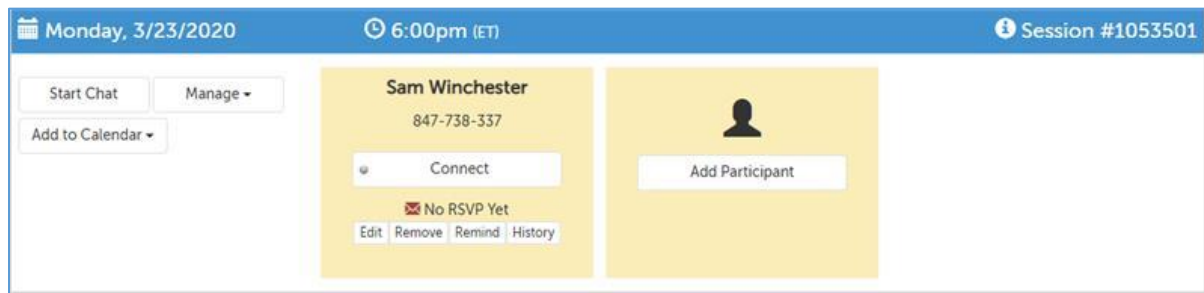 Monday, 3/23/2020 6:00pm (ET) Session #1053501
Start Chat Manage
Add to Calendar
Sam Winchester
847-738-337
Connect
No RSVP Yet
Edit Remove Remind History
Add Participant